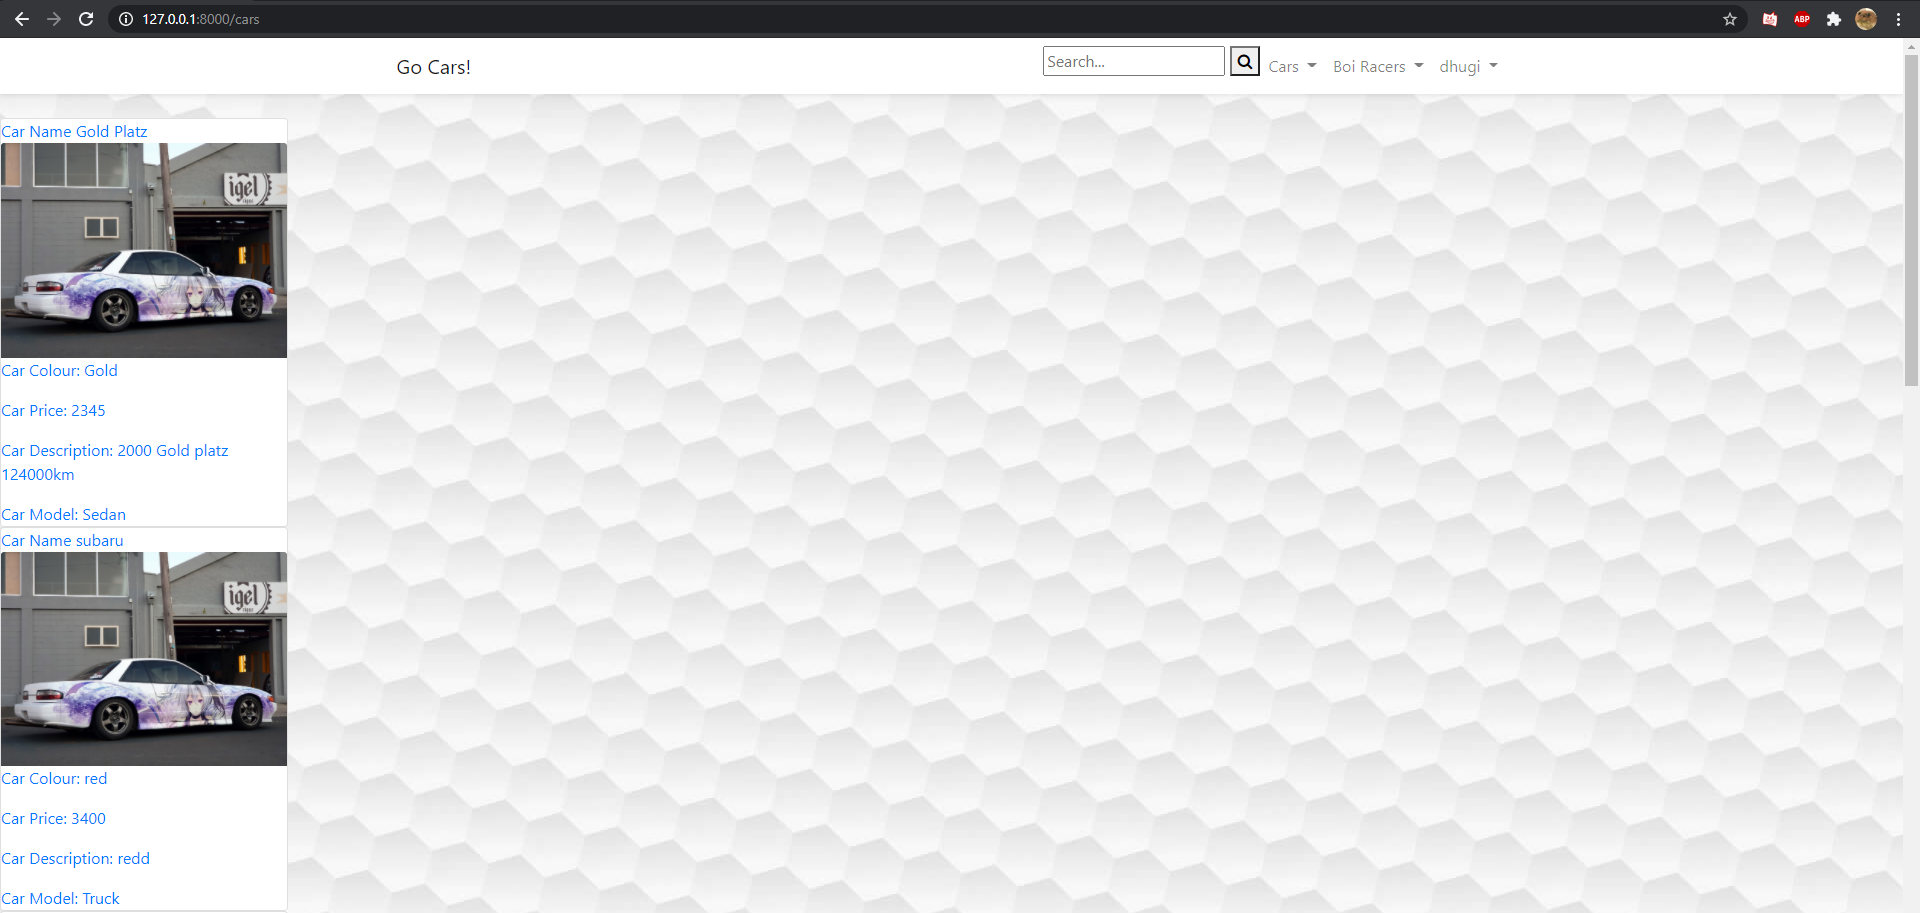 127.0.0.1:8000/cars
ABP
Go Cars!
Search...
Cars
Boi Racers
dhugi
Car Name Gold Platz
igel
Car Colour: Gold
Car Price: 2345
Car Description: 2000 Gold platz
124000km
Car Model: Sedan
Car Name subaru
igel
Car Colour: red
Car Price: 3400
Car Description: redd
Car Model: Truck